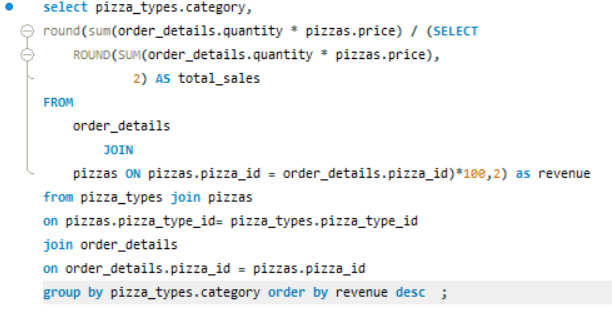 select pizza_types.category,
round(sum(order_details.quantity * pizzas.price) / (SELECT
ROUND(SUM(order_details.quantity * pizzas.price),
2) AS total_sales
FROM
order_details
JOIN
pizzas ON pizzas.pizza_id = order_details.pizza_id)*100,2) as revenue
from pizza_types join pizzas
on pizzas.pizza_type_id= pizza_types.pizza_type_id
join order_details
on order_details.pizza_id = pizzas.pizza_id
group by pizza_types.category order by revenue desc  ;